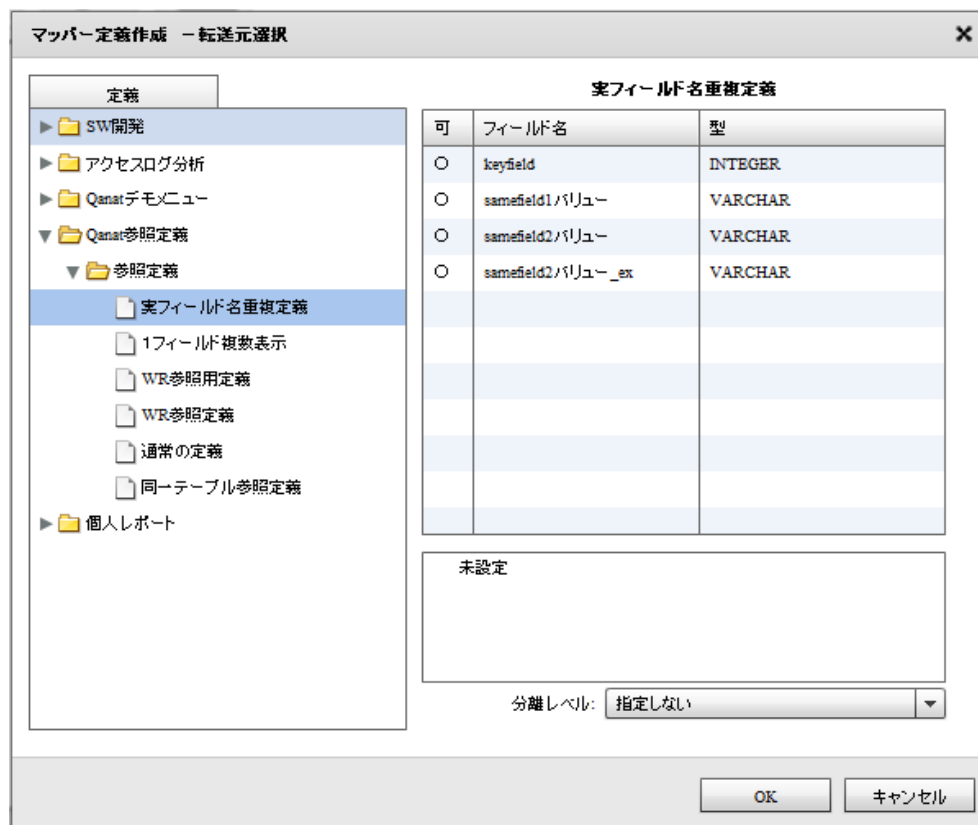 マッパー定義作成 －転送元選択
定義
SW開発
アクセスログ分析
Qanatデモメニュー
Qanat参照定義
参照定義
実フィールド名重複定義
1フィールド複数表示
WR参照用定義
WR参照定義
通常の定義
同一テーブル参照定義
個人レポート
実フィールド名重複定義
可 フィールド名 型
○ keyfield INTEGER
○ samefield1バリュー VARCHAR
○ samefield2バリュー VARCHAR
○ samefield2バリュー_ex VARCHAR
未設定
分離レベル: 指定しない
OK キャンセル